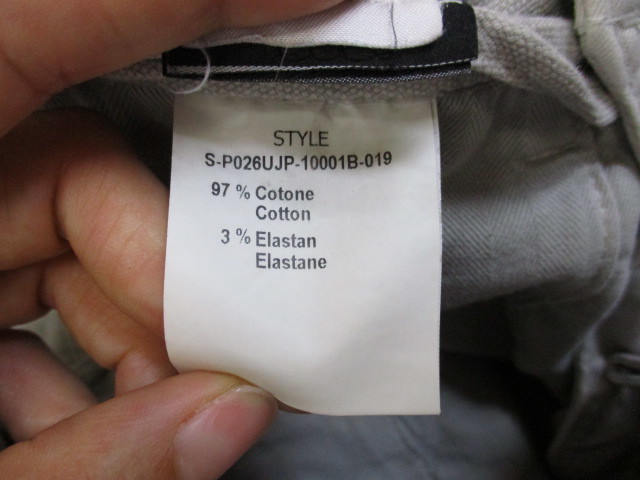 STYLE
S-P026UJP-10001B-019
97 % Cotone
Cotton
3 % Elastan
Elastane